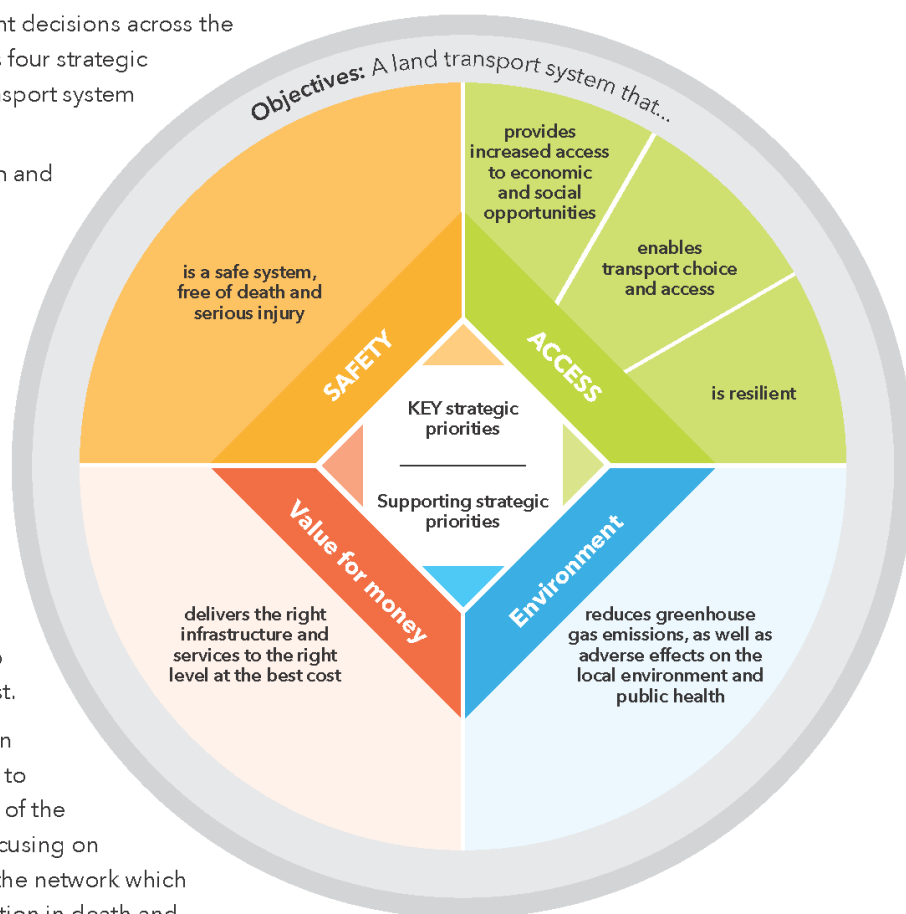 nt decisions across the
four strategic
nsport system
and
Objectives: A land transport system that...
provides
increased access
to economic
and social
opportunities
enables
transport choice
and access
is resilient
is a safe system,
free of death and
serious injury
SAFETY
ACCESS
KEY strategic
priorities
Supporting strategic
priorities
Value for money
Environment
delivers the right
infrastructure and
services to the right
level at the best cost
reduces greenhouse
gas emissions, as well as
adverse effects on the
local environment and
public health
st.
n
to
of the
cusing on
the network which
tion in death and